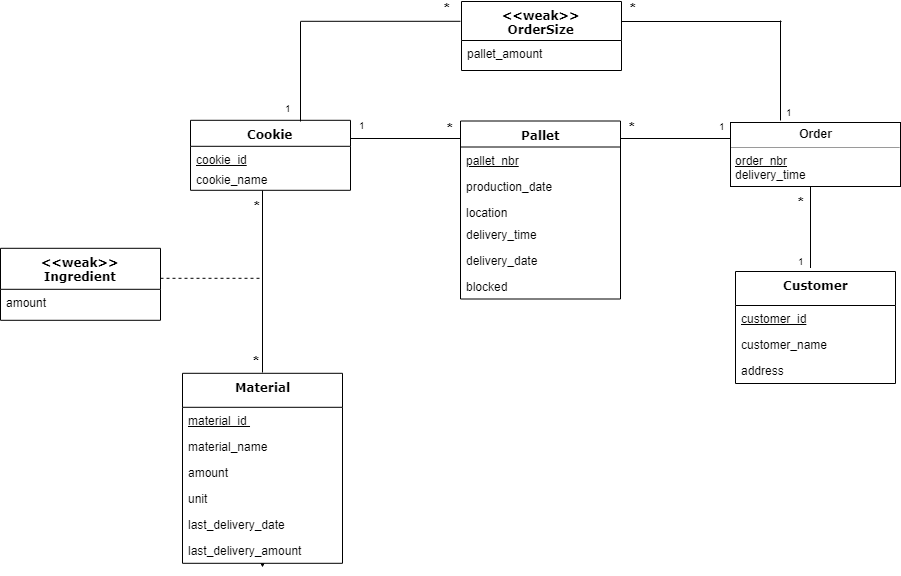 * *
<<weak>>
OrderSize
pallet_amount
1 1
Cookie
cookie_id
cookie_name
1 *
Pallet
pallet_nbr
production_date
location
delivery_time
delivery_date
blocked
* 1
Order
order_nbr
delivery_time
*
1
Customer
customer_id
customer_name
address
*
<<weak>>
Ingredient
amount
*
Material
material_id
material_name
amount
unit
last_delivery_date
last_delivery_amount